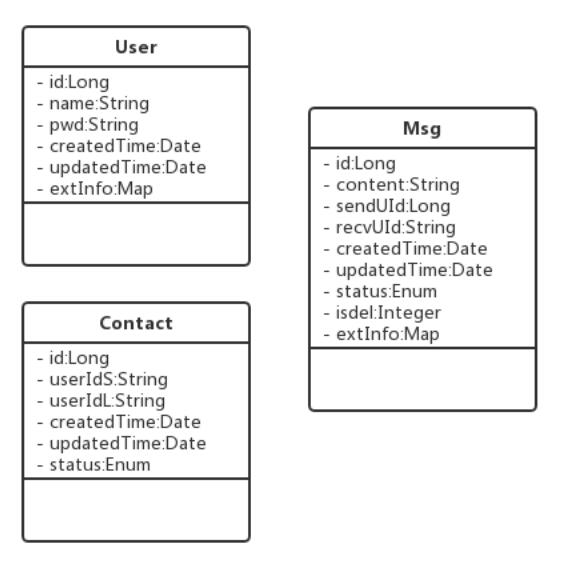 User
- id:Long
- name:String
- pwd:String
- createdTime:Date
- updatedTime:Date
- extInfo:Map
Contact
- id:Long
- userIdS:String
- userIdL:String
- createdTime:Date
- updatedTime:Date
- status:Enum
Msg
- id:Long
- content:String
- sendUId:Long
- recvUId:String
- createdTime:Date
- updatedTime:Date
- status:Enum
- isdel:Integer
- extInfo:Map